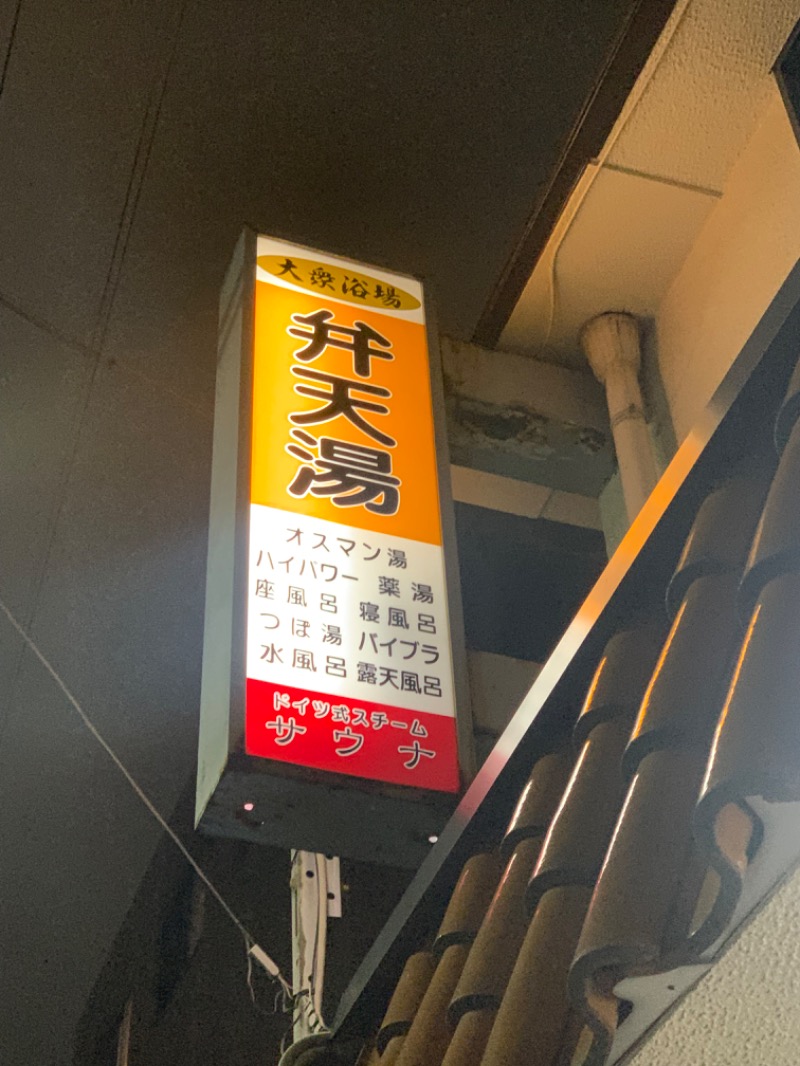 大衆浴場
弁天湯
オスマン湯
ハイパワー 薬湯
座風呂 寝風呂
つぼ湯 バイブラ
水風呂 露天風呂
ドイツ式スチーム
サウナ